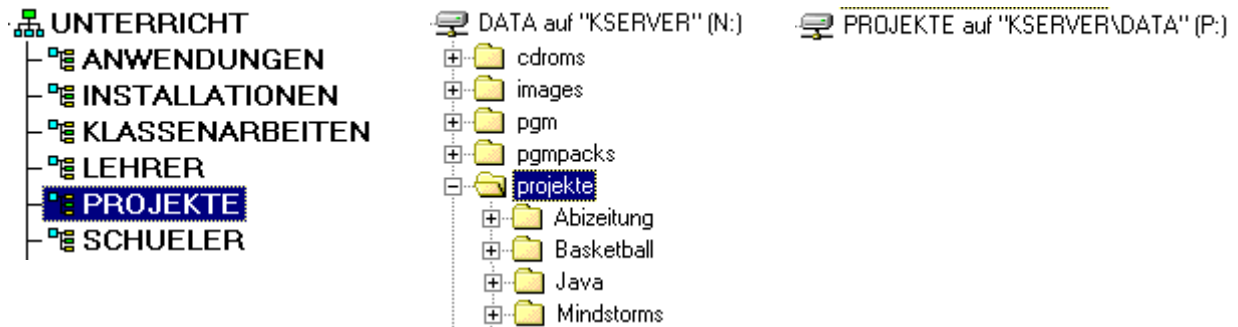 UNTERRICHT
ANWENDUNGEN
INSTALLATIONEN
KLASSENARBEITEN
LEHRER
PROJEKTE
SCHUELER
DATA auf "KSERVER" (N:)
cdroms
images
pgm
pgmpacks
projekte
Abizeitung
Basketball
Java
Mindstorms
PROJEKTE auf "KSERVER\DATA" (P:)